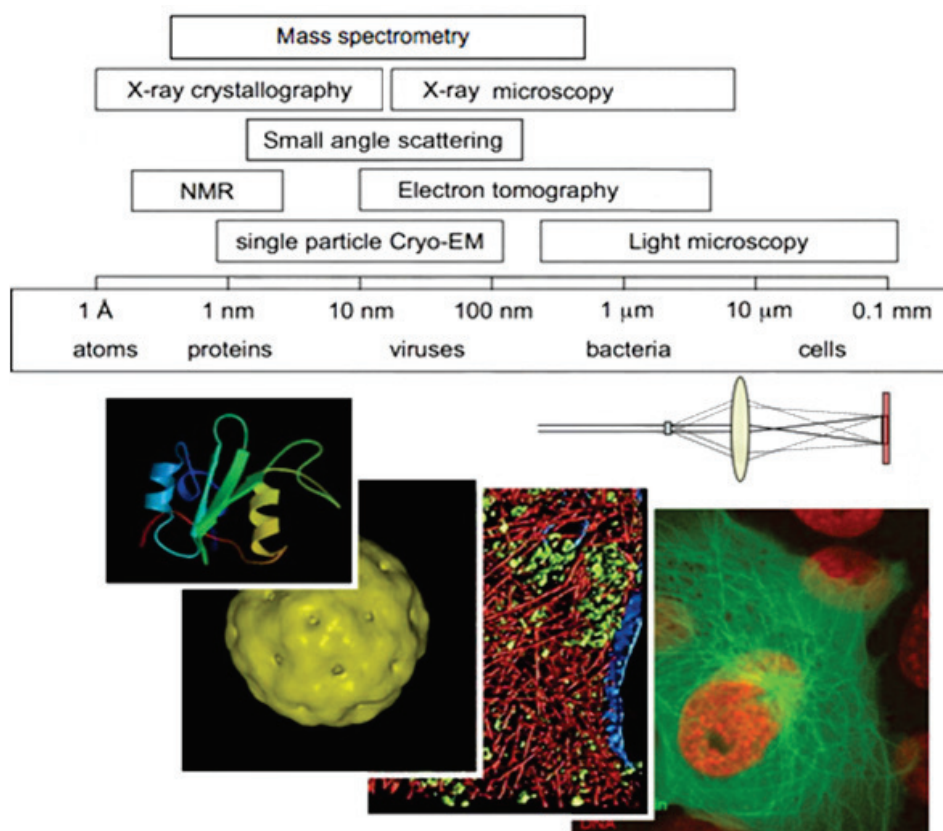 Mass spectrometry
X-ray crystallography
X-ray microscopy
Small angle scattering
NMR
Electron tomography
single particle Cryo-EM
Light microscopy
1 Å 1 nm 10 nm 100 nm 1 μm 10 μm 0.1 mm
atoms proteins viruses bacteria cells
DNA